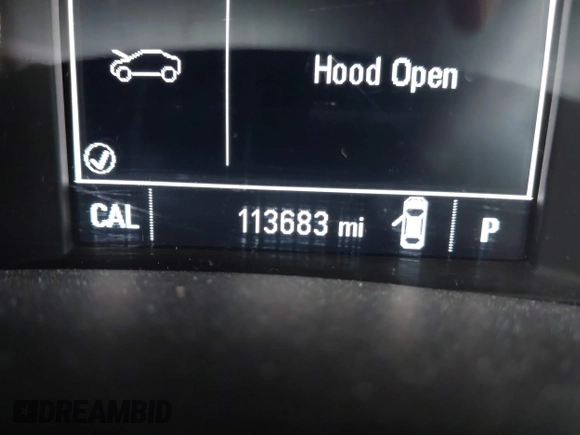 Hood Open
CAL 113683 mi P
DREAMBID